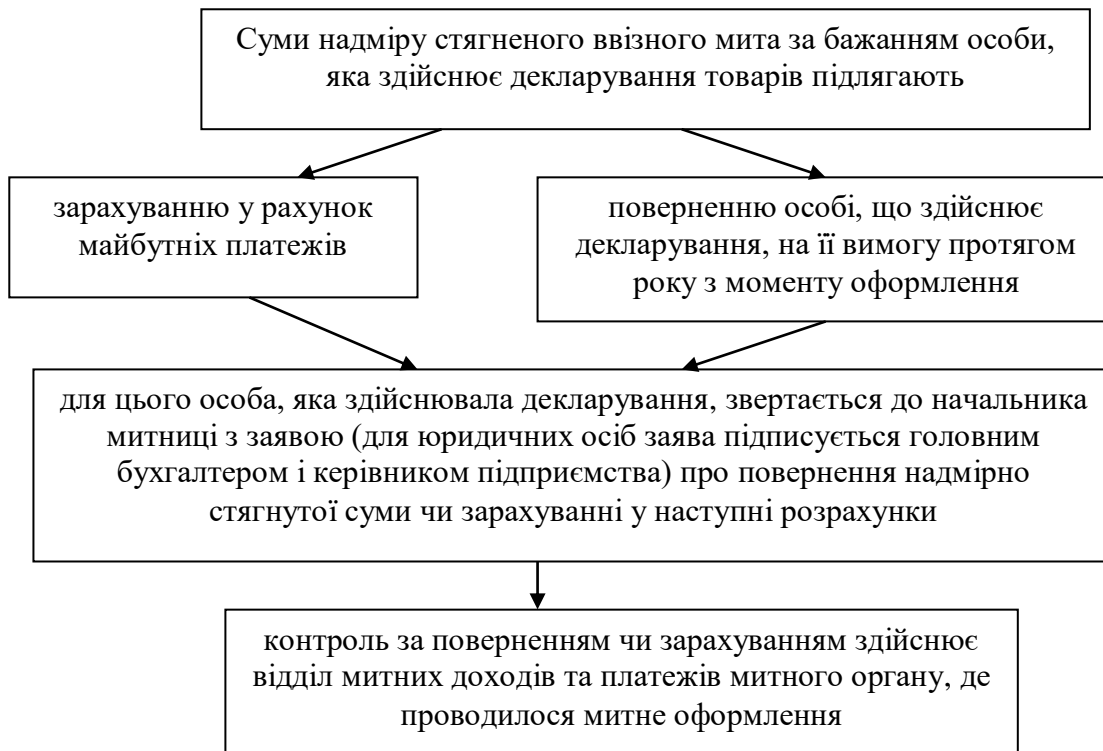 Суми надміру стягненого ввізного мита за бажанням особи,
яка здійснює декларування товарів підлягають
зарахуванню у рахунок
майбутніх платежів
поверненню особі, що здійснює
декларування, на її вимогу протягом
року з моменту оформлення
для цього особа, яка здійснювала декларування, звертається до начальника
митниці з заявою (для юридичних осіб заява підписується головним
бухгалтером і керівником підприємства) про повернення надмірно
стягнутої суми чи зарахуванні у наступні розрахунки
контроль за поверненням чи зарахуванням здійснює
відділ митних доходів та платежів митного органу, де
проводилося митне оформлення